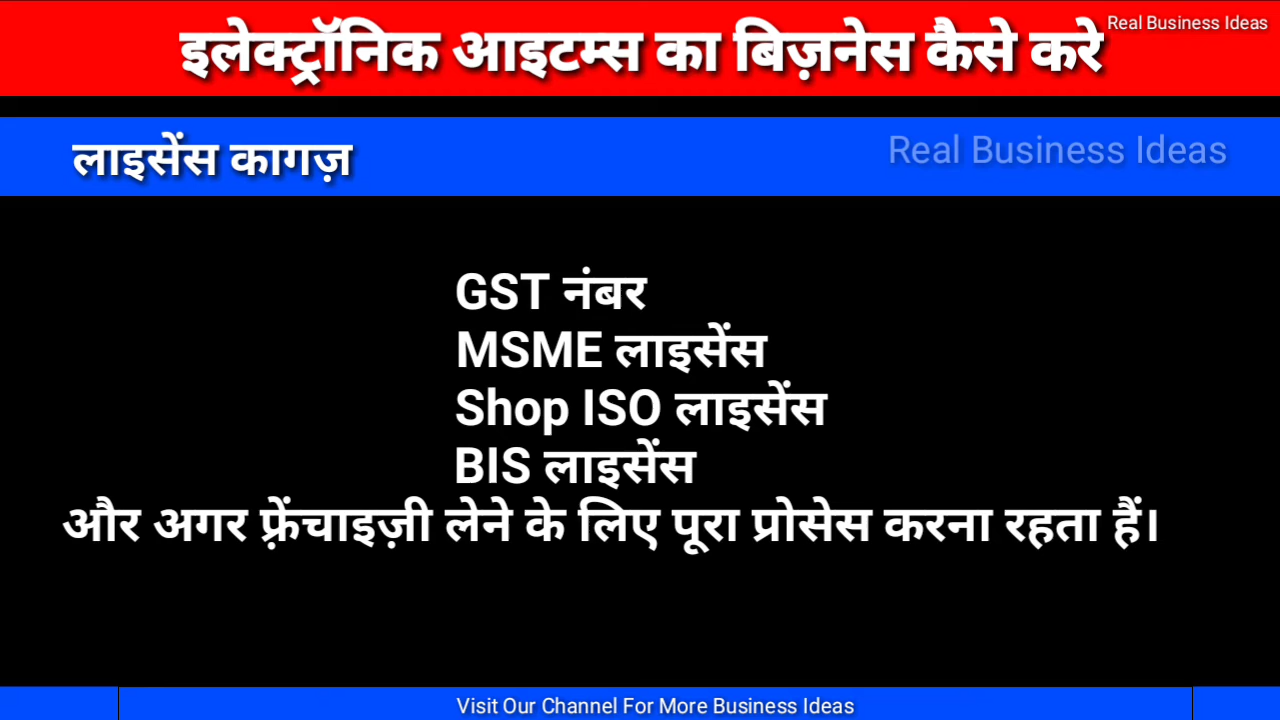 इलेक्ट्रॉनिक आइटम्स का बिज़नेस कैसे करे
Real Business Ideas
लाइसेंस कागज़
Real Business Ideas
GST नंबर
MSME लाइसेंस
Shop ISO लाइसेंस
BIS लाइसेंस
और अगर फ़्रेंचाइज़ी लेने के लिए पूरा प्रोसेस करना रहता हैं।
Visit Our Channel For More Business Ideas